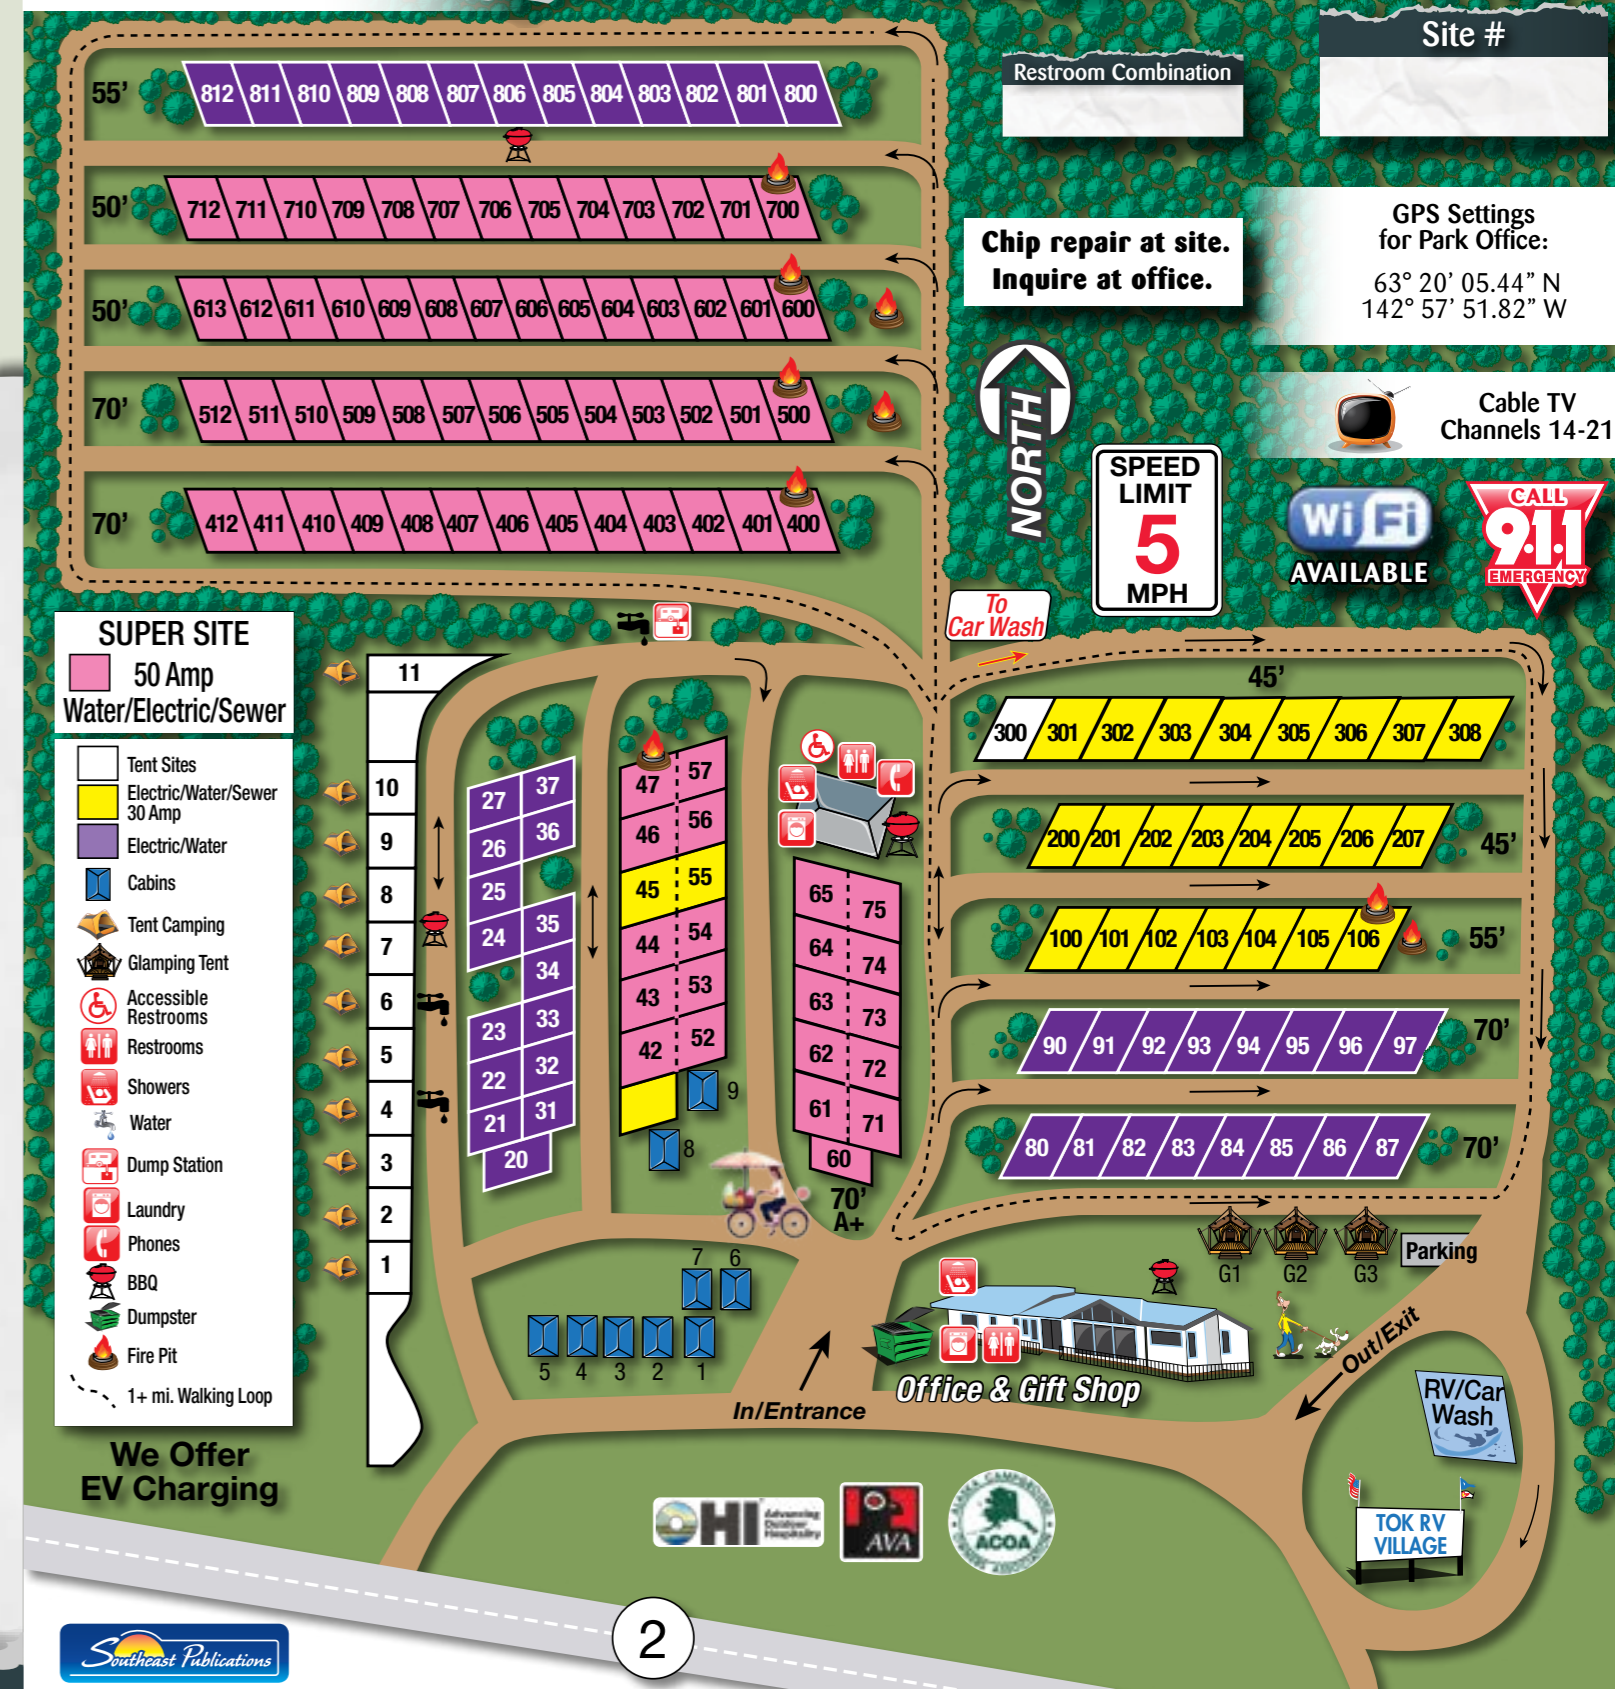 Site #
Restroom Combination
55'
812 811 810 809 808 807 806 805 804 803 802 801 800
50'
712 711 710 709 708 707 706 705 704 703 702 701 700
Chip repair at site.
Inquire at office.
GPS Settings
for Park Office:
63° 20' 05.44” N
142° 57' 51.82” W
50'
613 612 611 610 609 608 607 606 605 604 603 602 601 600
70'
512 511 510 509 508 507 506 505 504 503 502 501 500
NORTH
Cable TV
Channels 14-21
SPEED
LIMIT
5
MPH
WiFi
AVAILABLE
CALL
9.1.1
EMERGENCY
70'
412 411 410 409 408 407 406 405 404 403 402 401 400
To
Car Wash
SUPER SITE
50 Amp
Water/Electric/Sewer
Tent Sites
Electric/Water/Sewer
30 Amp
Electric/Water
Cabins
Tent Camping
Glamping Tent
Accessible
Restrooms
Restrooms
Showers
Water
Dump Station
Laundry
Phones
BBQ
Dumpster
Fire Pit
1+ mi. Walking Loop
We Offer
EV Charging
11
10
9
8
7
6
5
4
3
2
1
27 37
26 36
25
24 35
34
23 33
22 32
21 31
20
47 57
46 56
45 55
44 54
43 53
42 52
9
8
65 75
64 74
63 73
62 72
61 71
60
70'
A+
45'
300 301 302 303 304 305 306 307 308
200 201 202 203 204 205 206 207
45'
100 101 102 103 104 105 106
55'
90 91 92 93 94 95 96 97
70'
80 81 82 83 84 85 86 87
70'
G1 G2 G3
Parking
7 6
5 4 3 2 1
In/Entrance
Office & Gift Shop
Out/Exit
RV/Car
Wash
TOK RV
VILLAGE
OHI
Advancing
Outdoor
Hospitality
AVA
ALASKA CAMPGROUND
OWNERS ASSOCIATION
ACOA
Southeast Publications
2